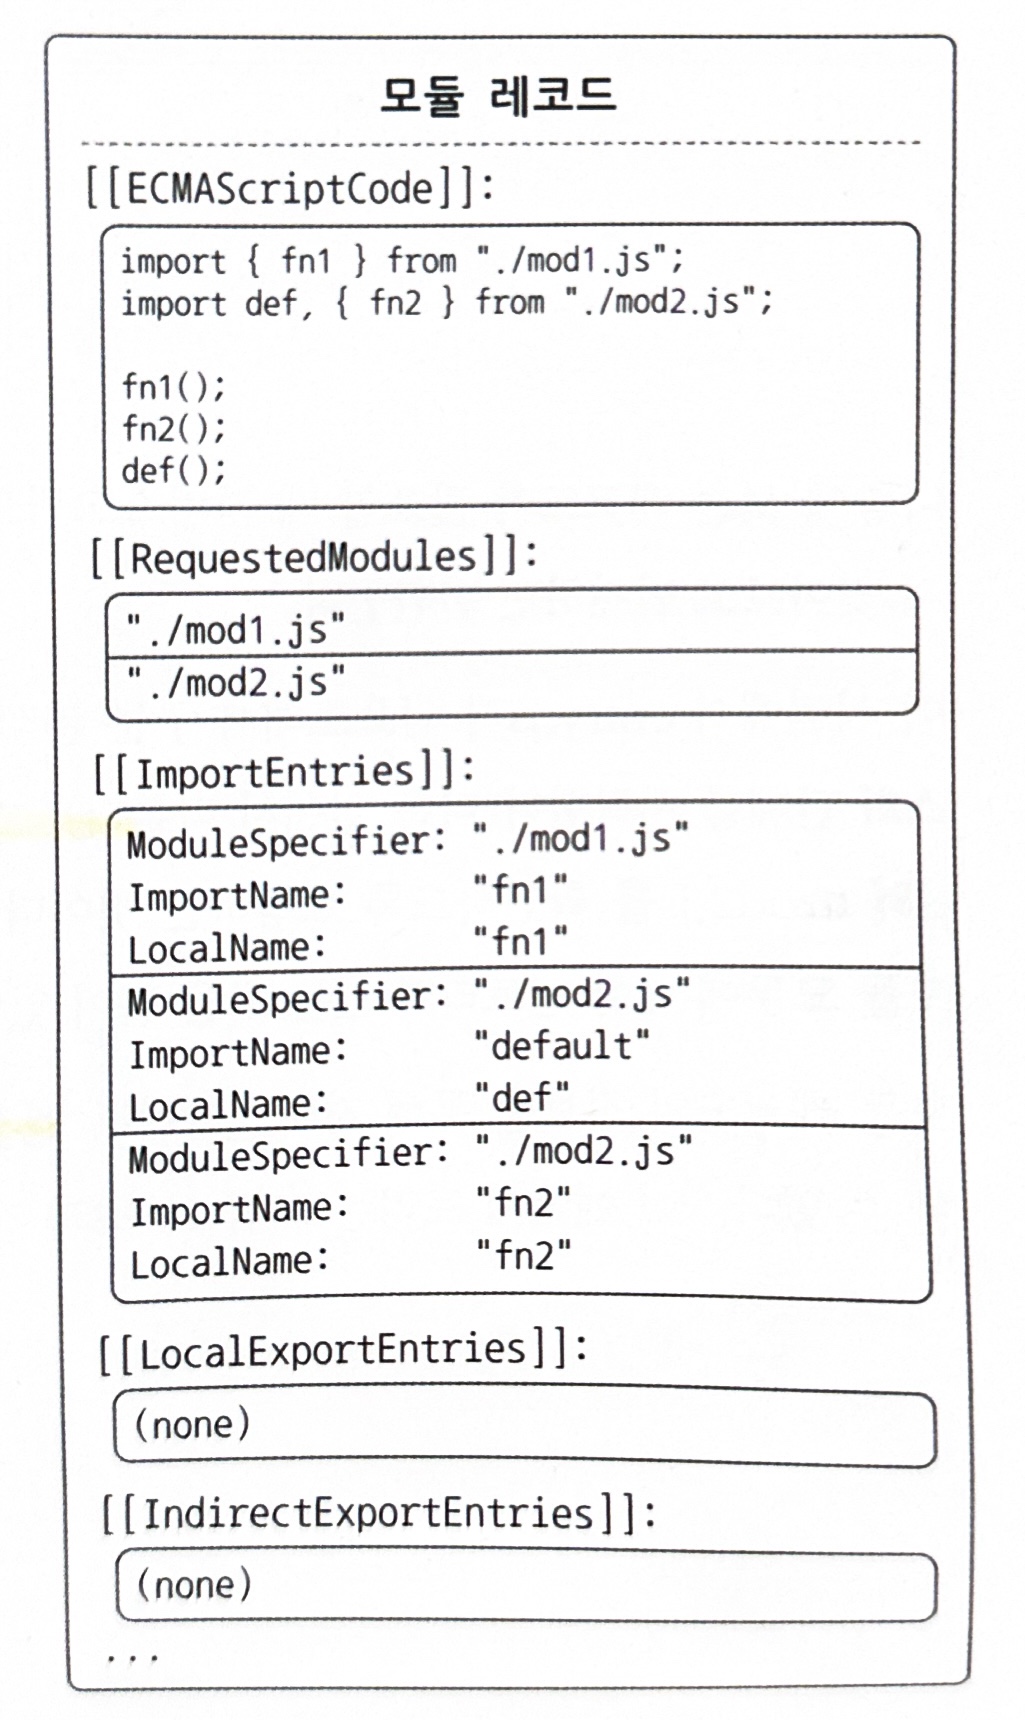 모듈 레코드
[[ECMAScriptCode]]:
import { fn1 } from "./mod1.js";
import def, { fn2 } from "./mod2.js";
fn1();
fn2();
def();
[[RequestedModules]]:
"./mod1.js"
"./mod2.js"
[[ImportEntries]]:
ModuleSpecifier: "./mod1.js"
ImportName: "fn1"
LocalName: "fn1"
ModuleSpecifier: "./mod2.js"
ImportName: "default"
LocalName: "def"
ModuleSpecifier: "./mod2.js"
ImportName: "fn2"
LocalName: "fn2"
[[LocalExportEntries]]:
(none)
[[IndirectExportEntries]]:
(none)
...